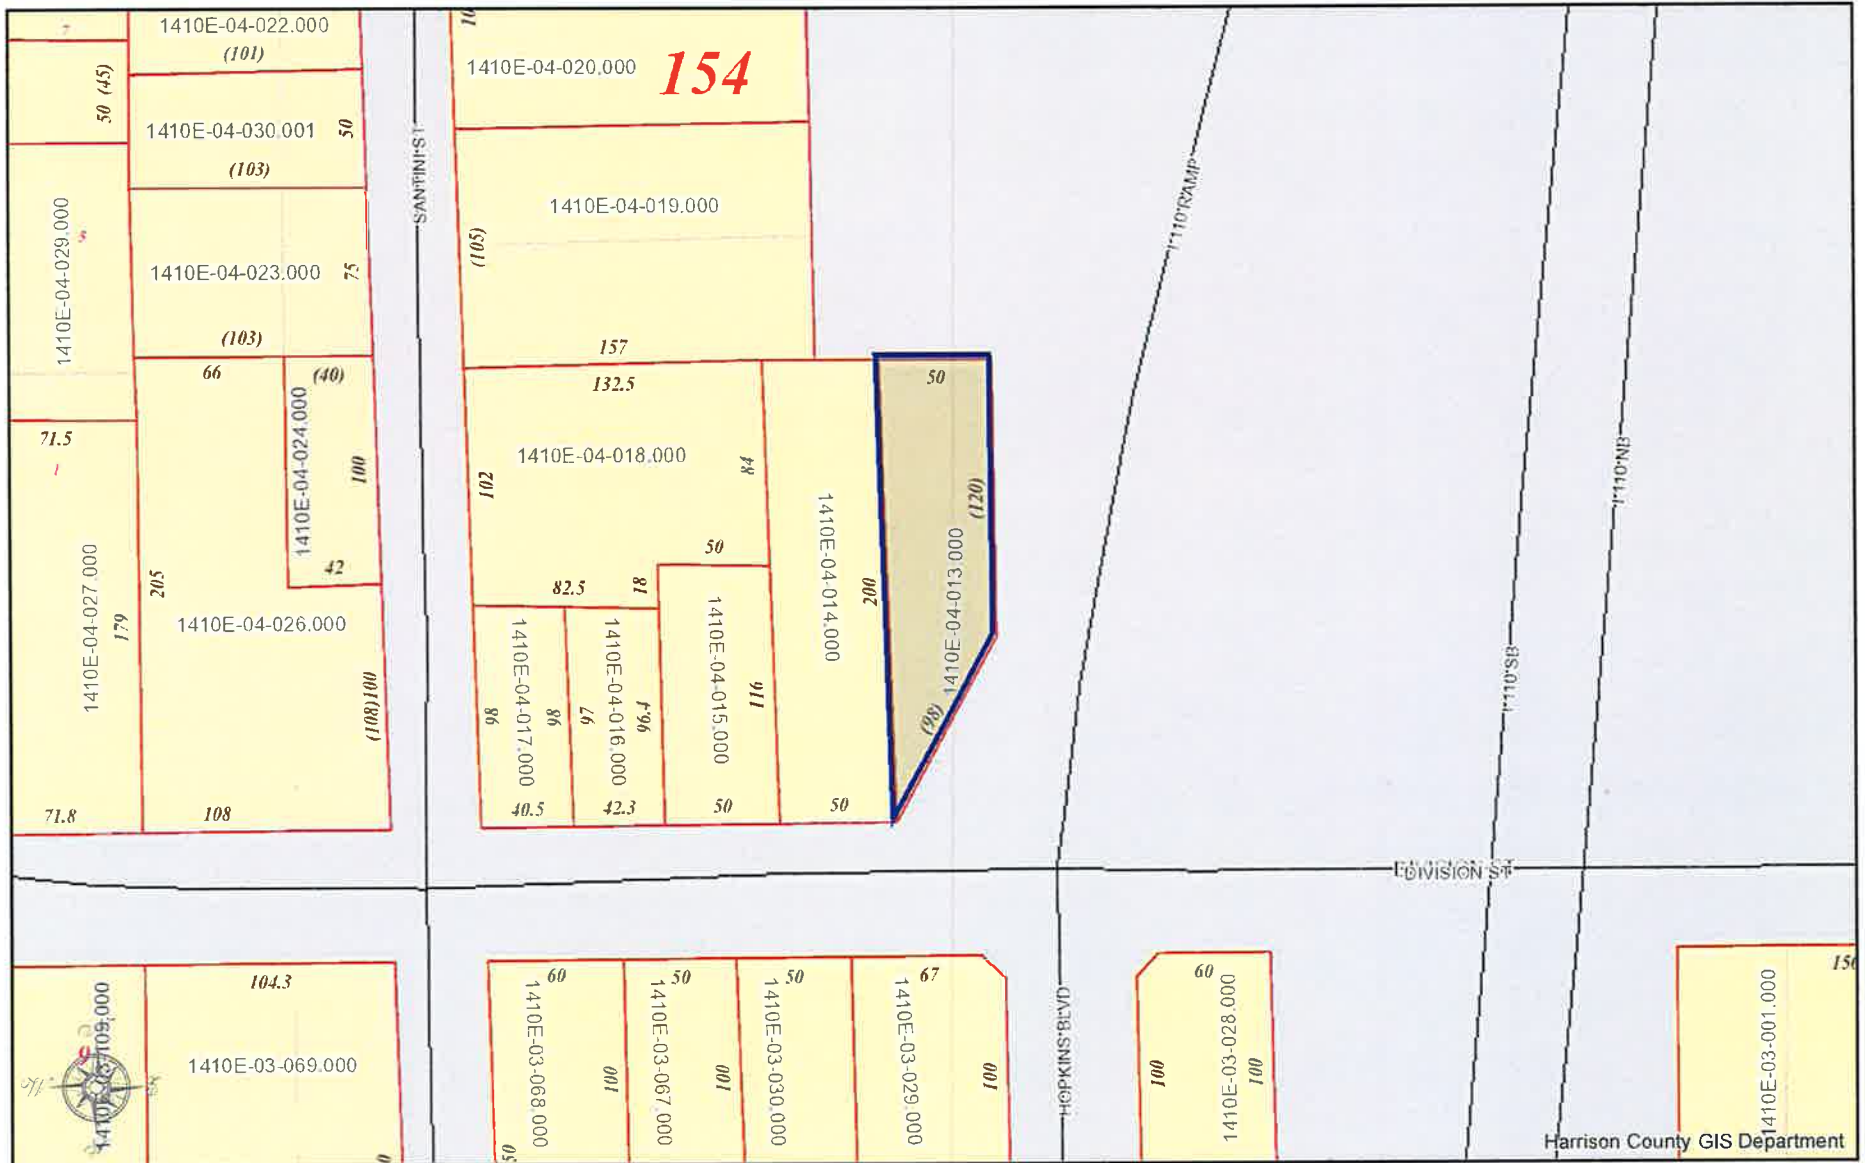 7
1410E-04-022.000
(101)
50 (45)
1410E-04-030.001
50
(103)
1410E-04-029.000
5
1410E-04-023.000
75
(103)
66
(40)
1410E-04-024.000
100
42
71.5
1
1410E-04-027.000
179
205
1410E-04-026.000
(108)100
71.8
108
SANTINI ST
10
1410E-04-020.000
154
1410E-04-019.000
(105)
157
132.5
1410E-04-018.000
102
84
50
82.5
18
1410E-04-017.000
98
98
40.5
1410E-04-016.000
97
96.4
42.3
1410E-04-015.000
116
50
1410E-04-014.000
200
50
50
1410E-04-013.000
(120)
(98)
I 110 RAMP
I 110 SB
I 110 NB
E DIVISION ST
HOPKINS BLVD
9
104.3
1410E-03-069.000
0
60
1410E-03-068.000
100
50
50
1410E-03-067.000
100
50
1410E-03-030.000
67
1410E-03-029.000
100
60
1410E-03-028.000
100
100
1410E-03-001.000
Harrison County GIS Department